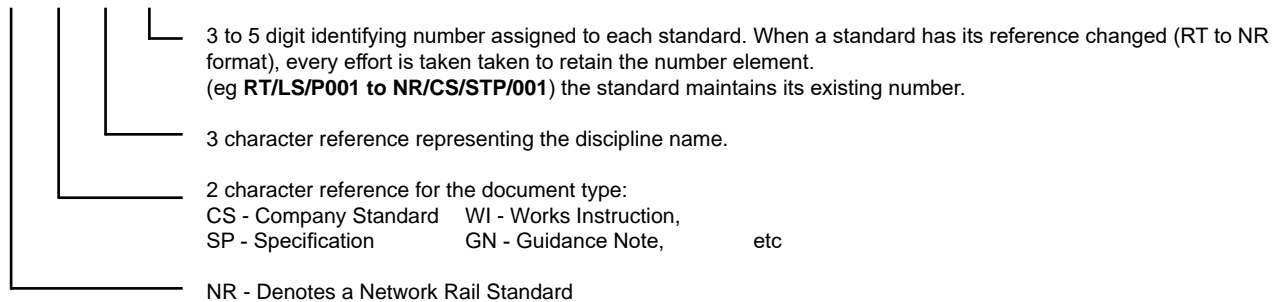 3 to 5 digit identifying number assigned to each standard. When a standard has its reference changed (RT to NR
format), every effort is taken taken to retain the number element.
(eg RT/LS/P001 to NR/CS/STP/001) the standard maintains its existing number.
3 character reference representing the discipline name.
2 character reference for the document type:
CS - Company Standard WI - Works Instruction,
SP - Specification GN - Guidance Note, etc
NR - Denotes a Network Rail Standard